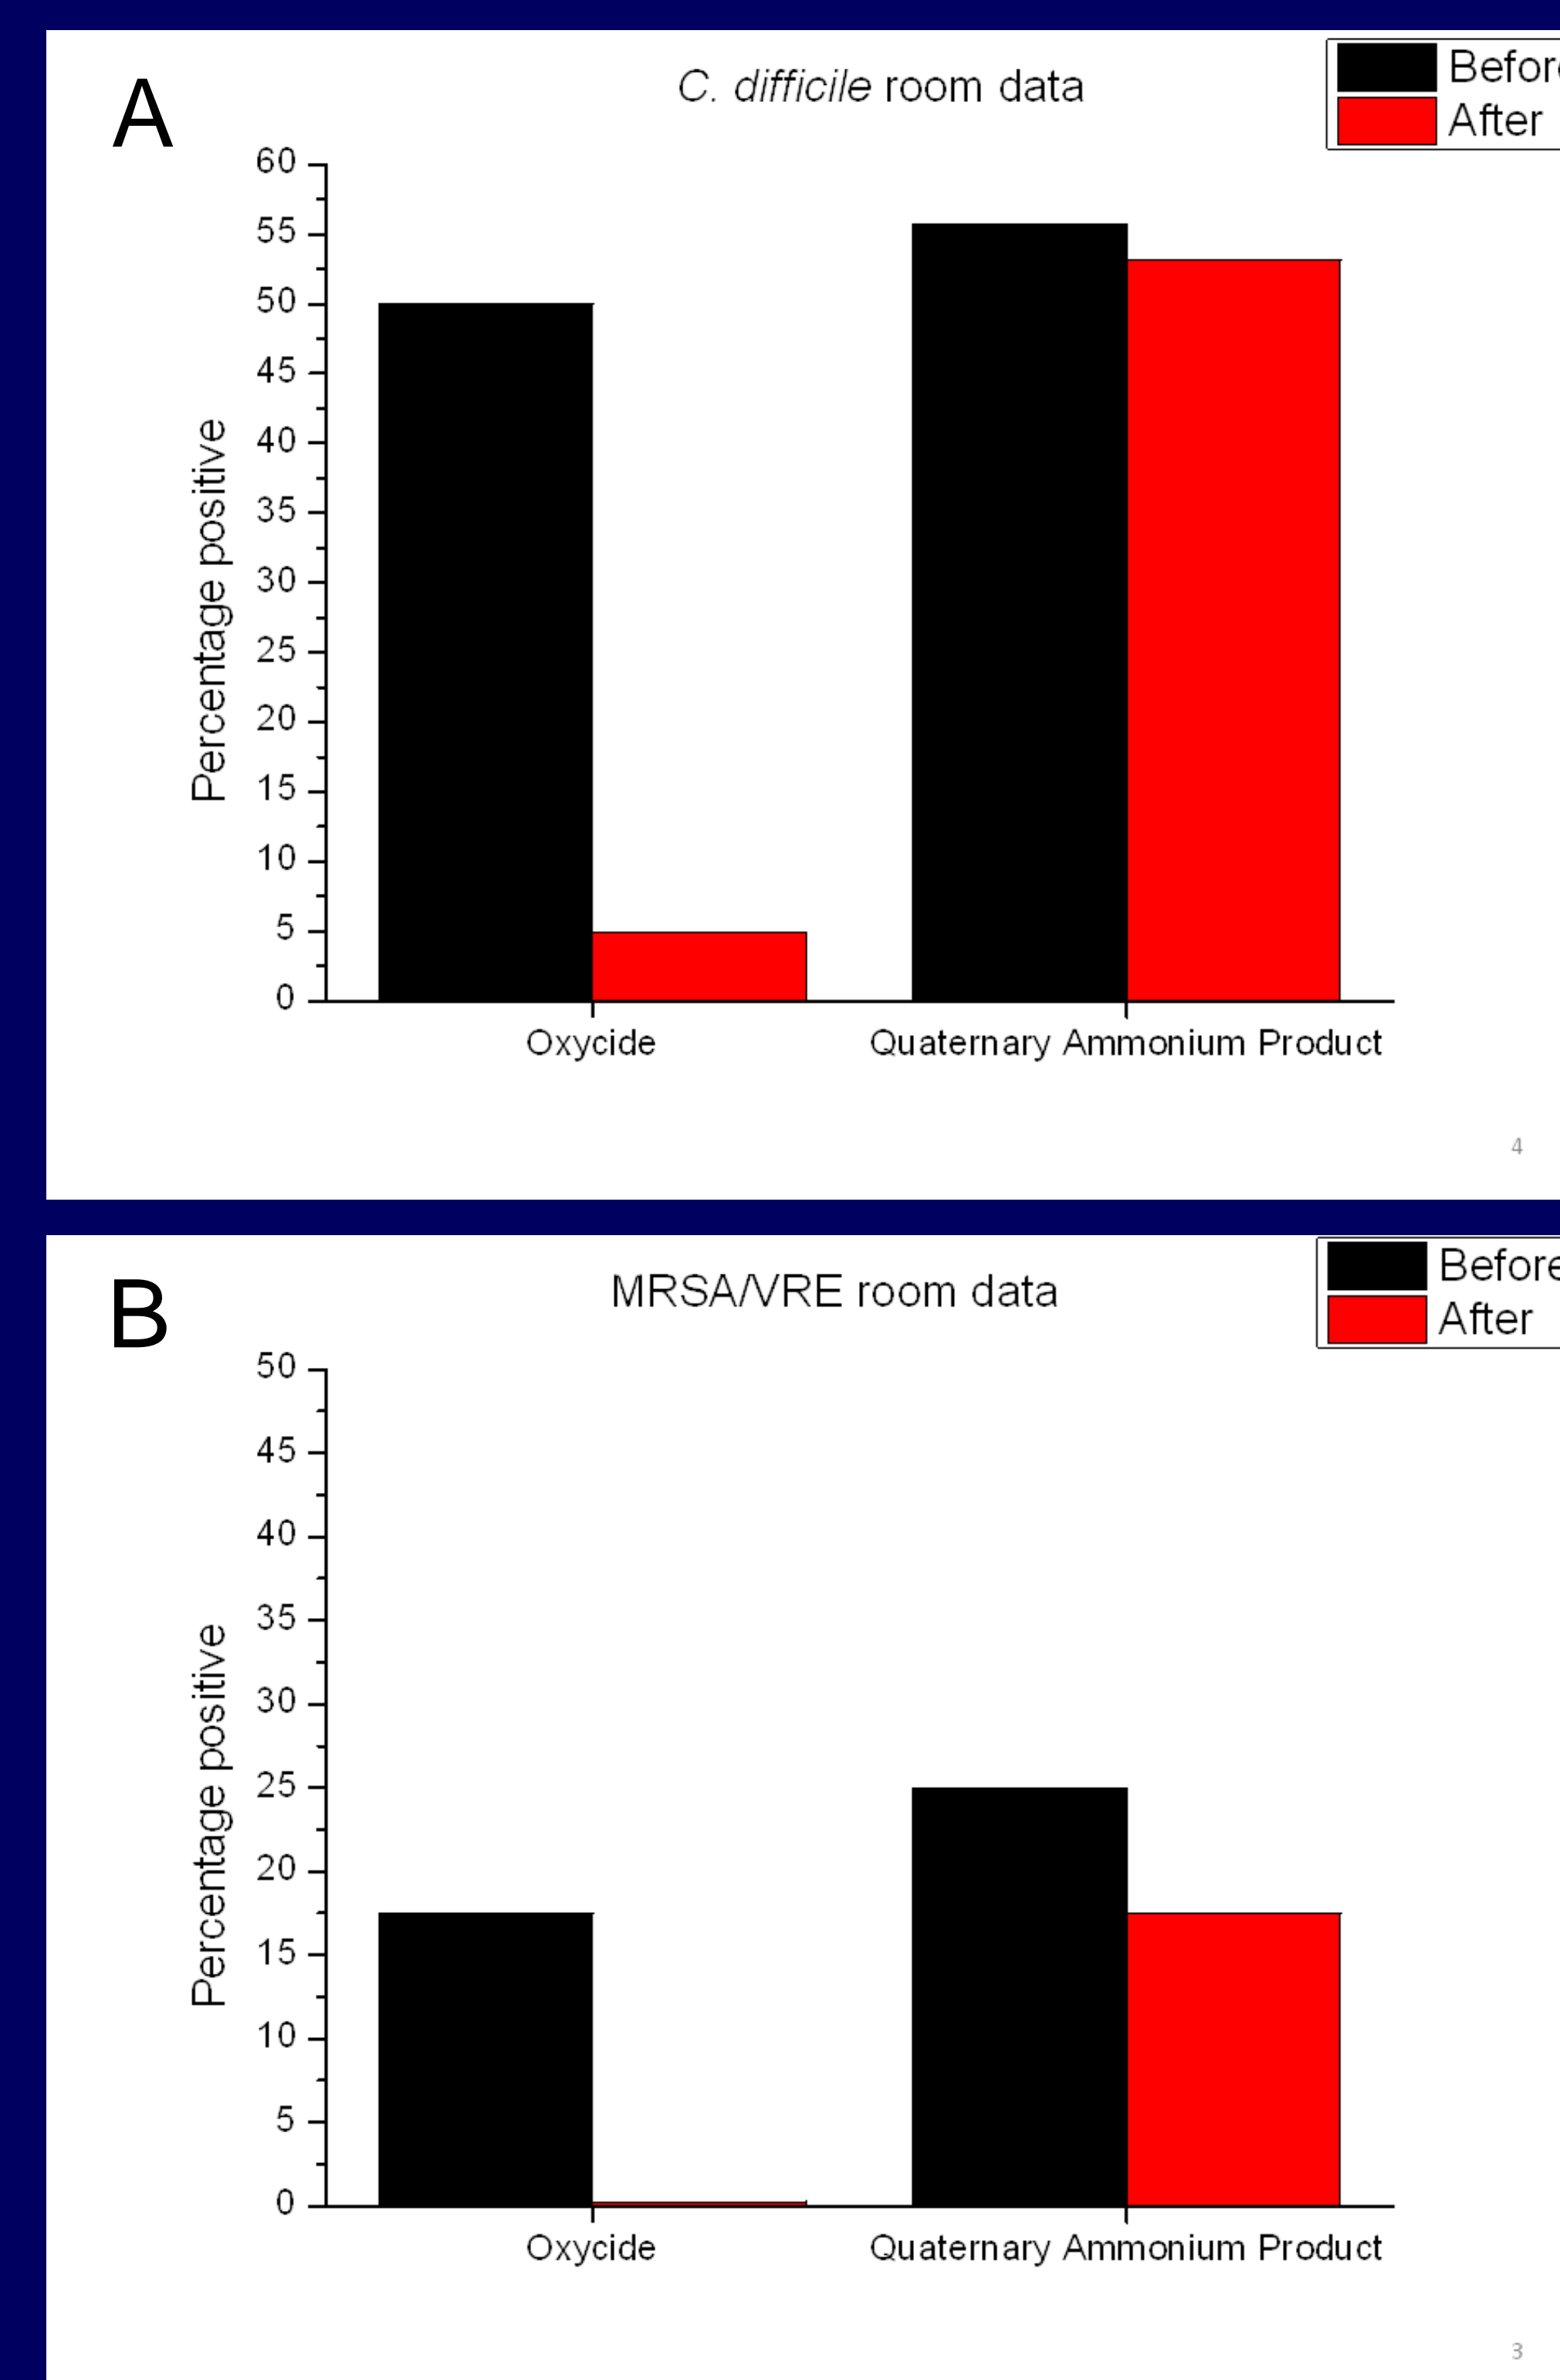 A
C. difficile room data
Befor
After
60
55
50
45
40
35
30
25
20
15
10
5
0
Percentage positive
Oxycide
Quaternary Ammonium Product
4
B
MRSA/VRE room data
Before
After
50
45
40
35
30
25
20
15
10
5
0
Percentage positive
Oxycide
Quaternary Ammonium Product
3